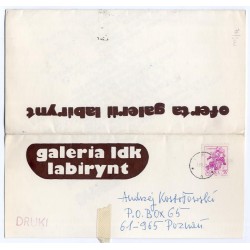 oferta galerii labirynt
galeria ldk
labirynt
Andrzej Kostołowski
P.O. BOX 65
61-965 Poznań
DRUKI